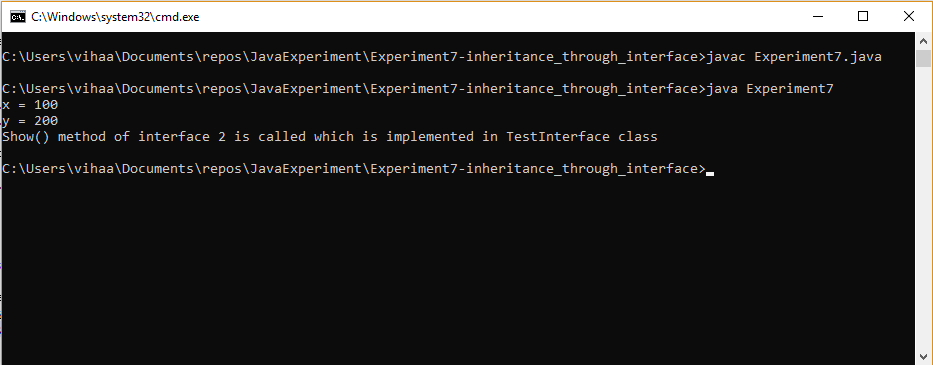 C:\Windows\system32\cmd.exe
C:\Users\vihaa\Documents\repos\JavaExperiment\Experiment7-inheritance_through_interface>javac Experiment7.java
C:\Users\vihaa\Documents\repos\JavaExperiment\Experiment7-inheritance_through_interface>java Experiment7
x = 100
y = 200
Show() method of interface 2 is called which is implemented in TestInterface class
C:\Users\vihaa\Documents\repos\JavaExperiment\Experiment7-inheritance_through_interface>